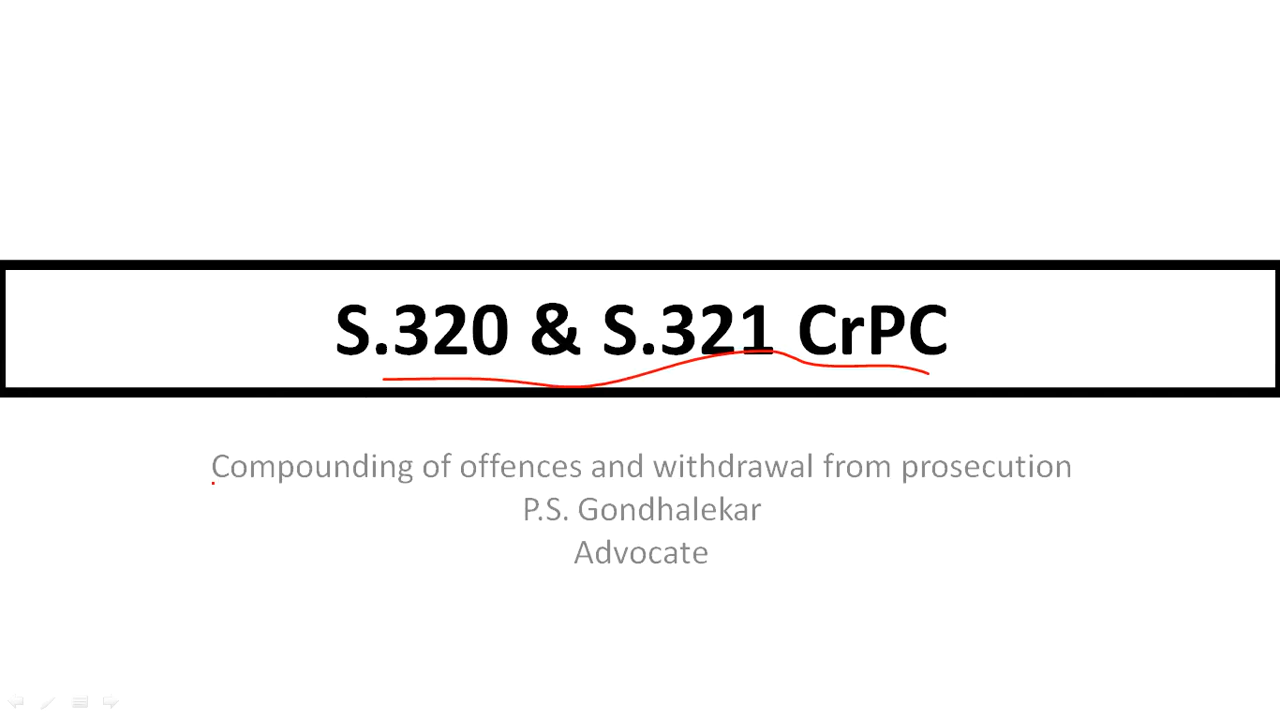 S.320 & S.321 CrPC
Compounding of offences and withdrawal from prosecution
P.S. Gondhalekar
Advocate